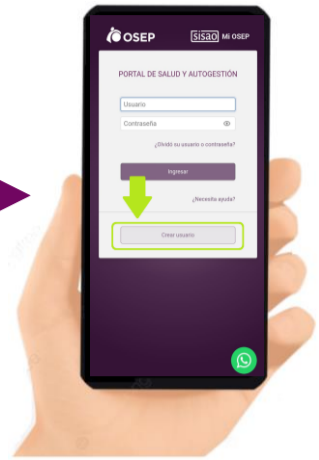 OSEP
SISAO Mi OSEP
PORTAL DE SALUD Y AUTOGESTIÓN
Usuario
Contraseña
¿Olvidó su usuario o contraseña?
Ingresar
¿Necesita ayuda?
Crear usuario